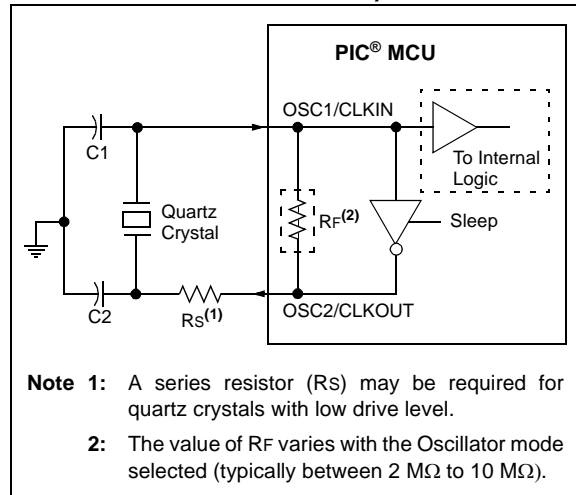 PIC® MCU
OSC1/CLKIN
C1
To Internal
Logic
Quartz
Crystal
RF(2)
Sleep
C2
RS(1)
OSC2/CLKOUT
Note 1: A series resistor (RS) may be required for
quartz crystals with low drive level.
2: The value of RF varies with the Oscillator mode
selected (typically between 2 MΩ to 10 MΩ).